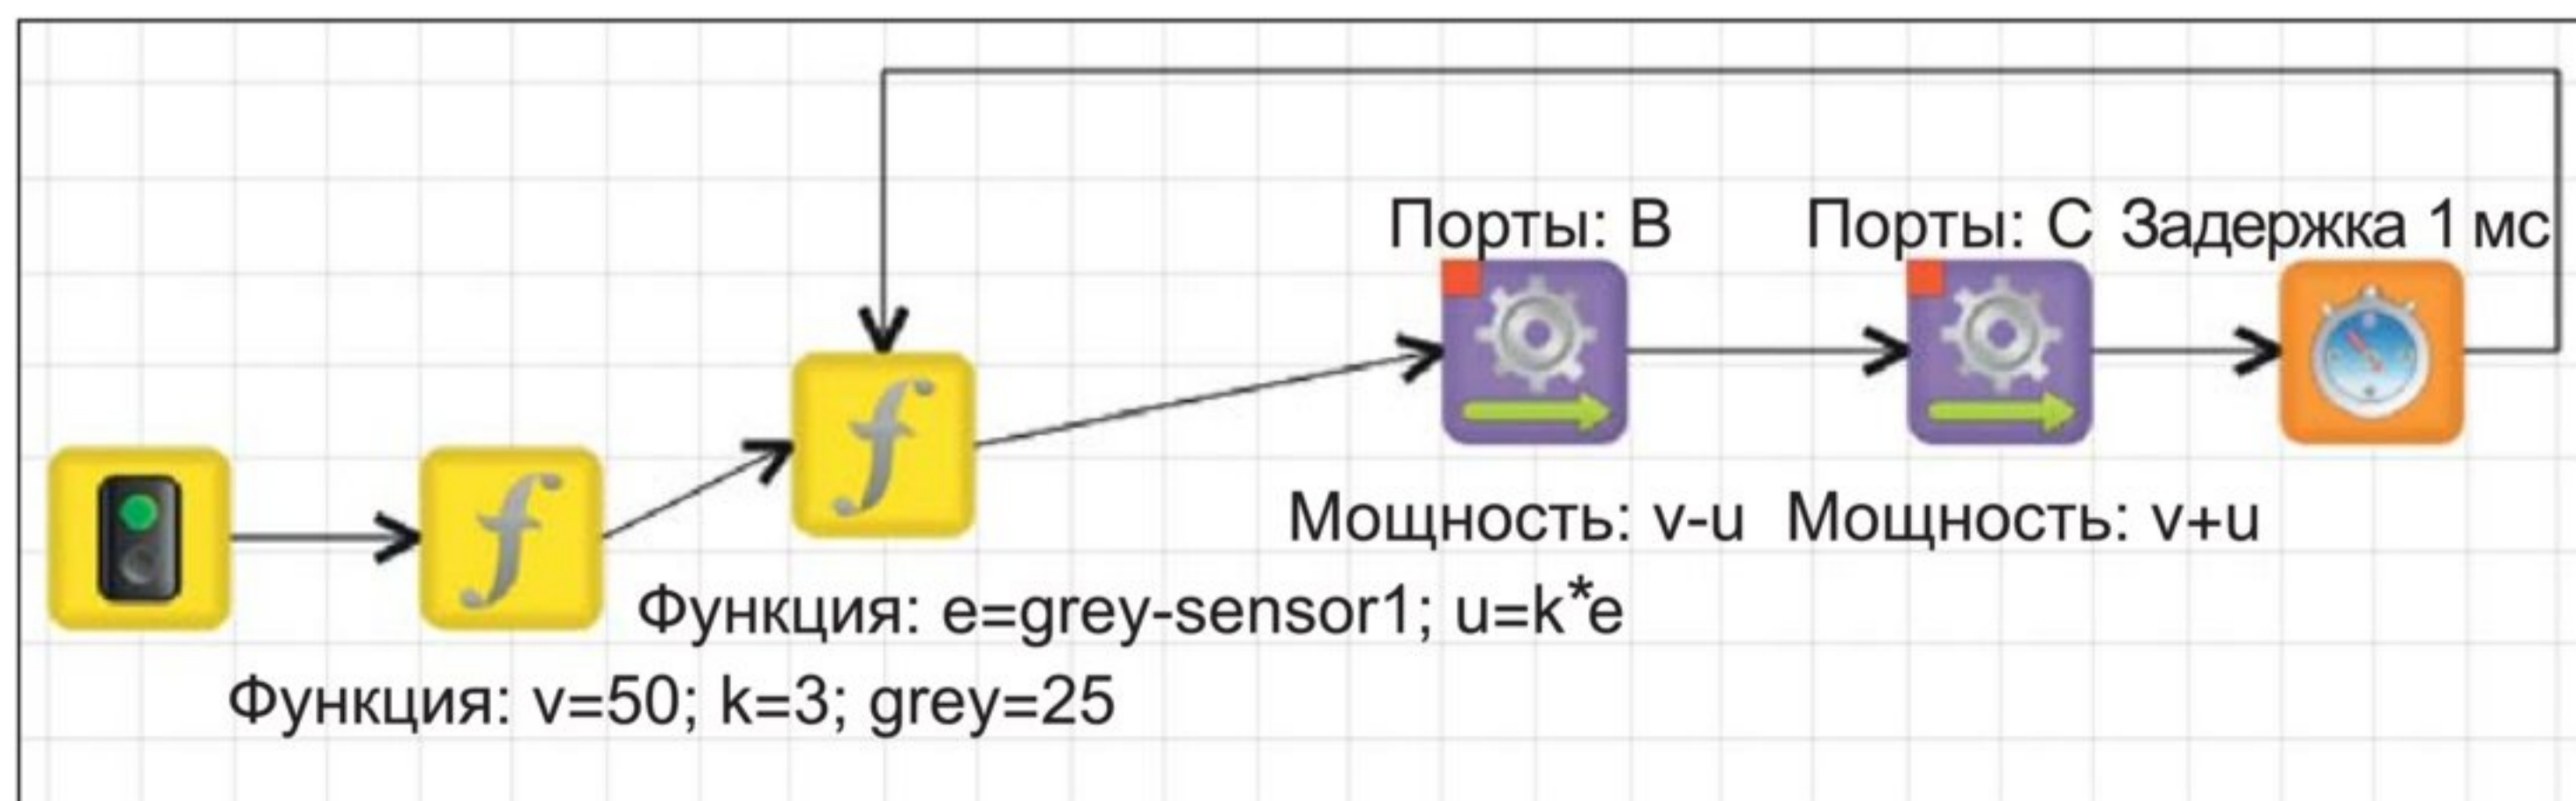 Порты: B
Порты: C
Задержка 1 мс
Мощность: v-u
Мощность: v+u
Функция: e=grey-sensor1; u=k*e
Функция: v=50; k=3; grey=25